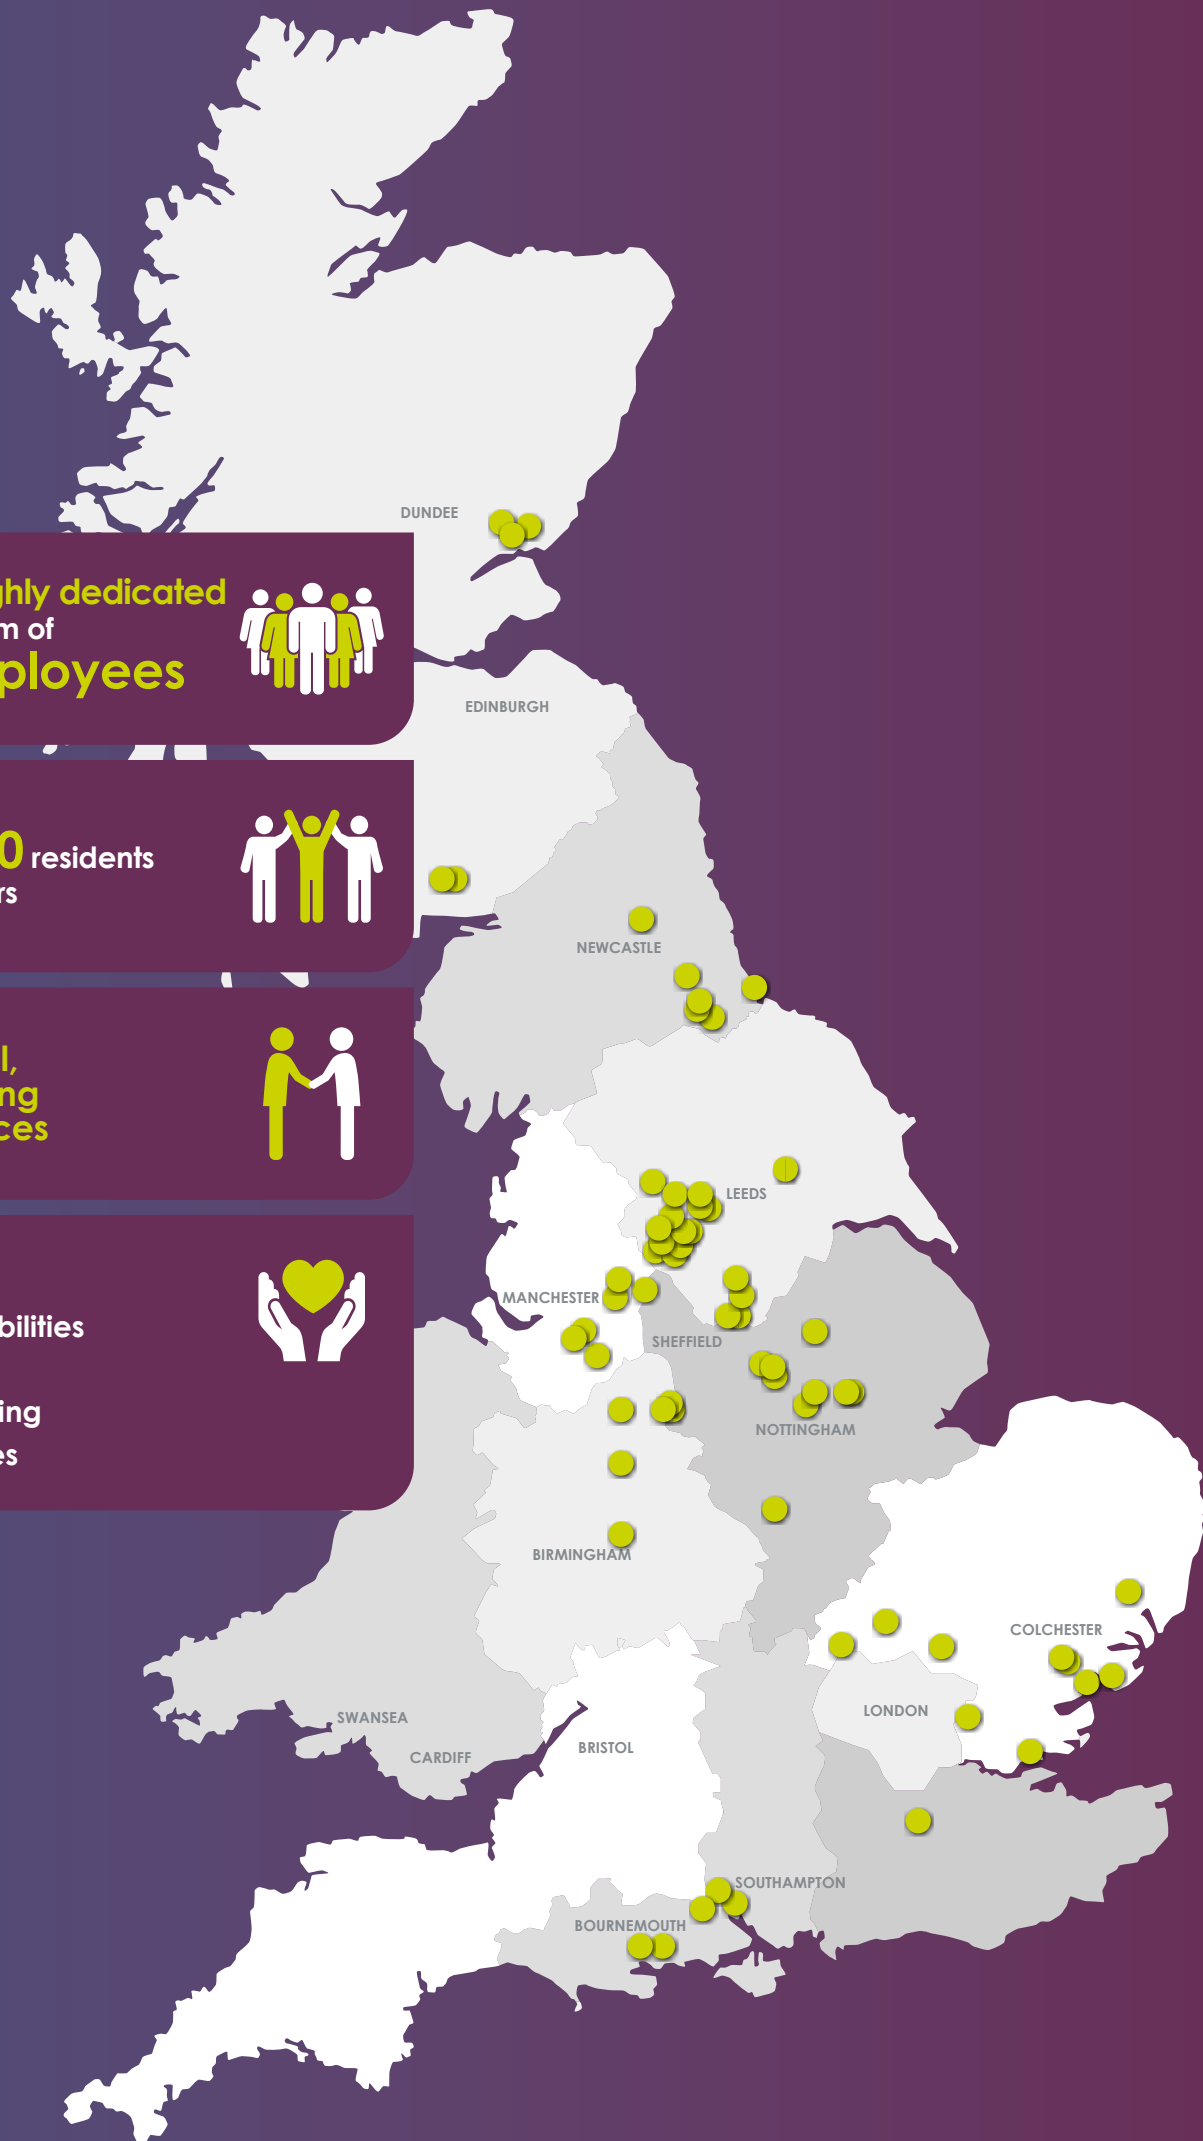 DUNDEE
ghly dedicated
m of
ployees
EDINBURGH
0 residents
rs
NEWCASTLE
l,
ng
ces
LEEDS
MANCHESTER
bilities
SHEFFIELD
ing
NOTTINGHAM
es
BIRMINGHAM
COLCHESTER
LONDON
SWANSEA
BRISTOL
CARDIFF
SOUTHAMPTON
BOURNEMOUTH